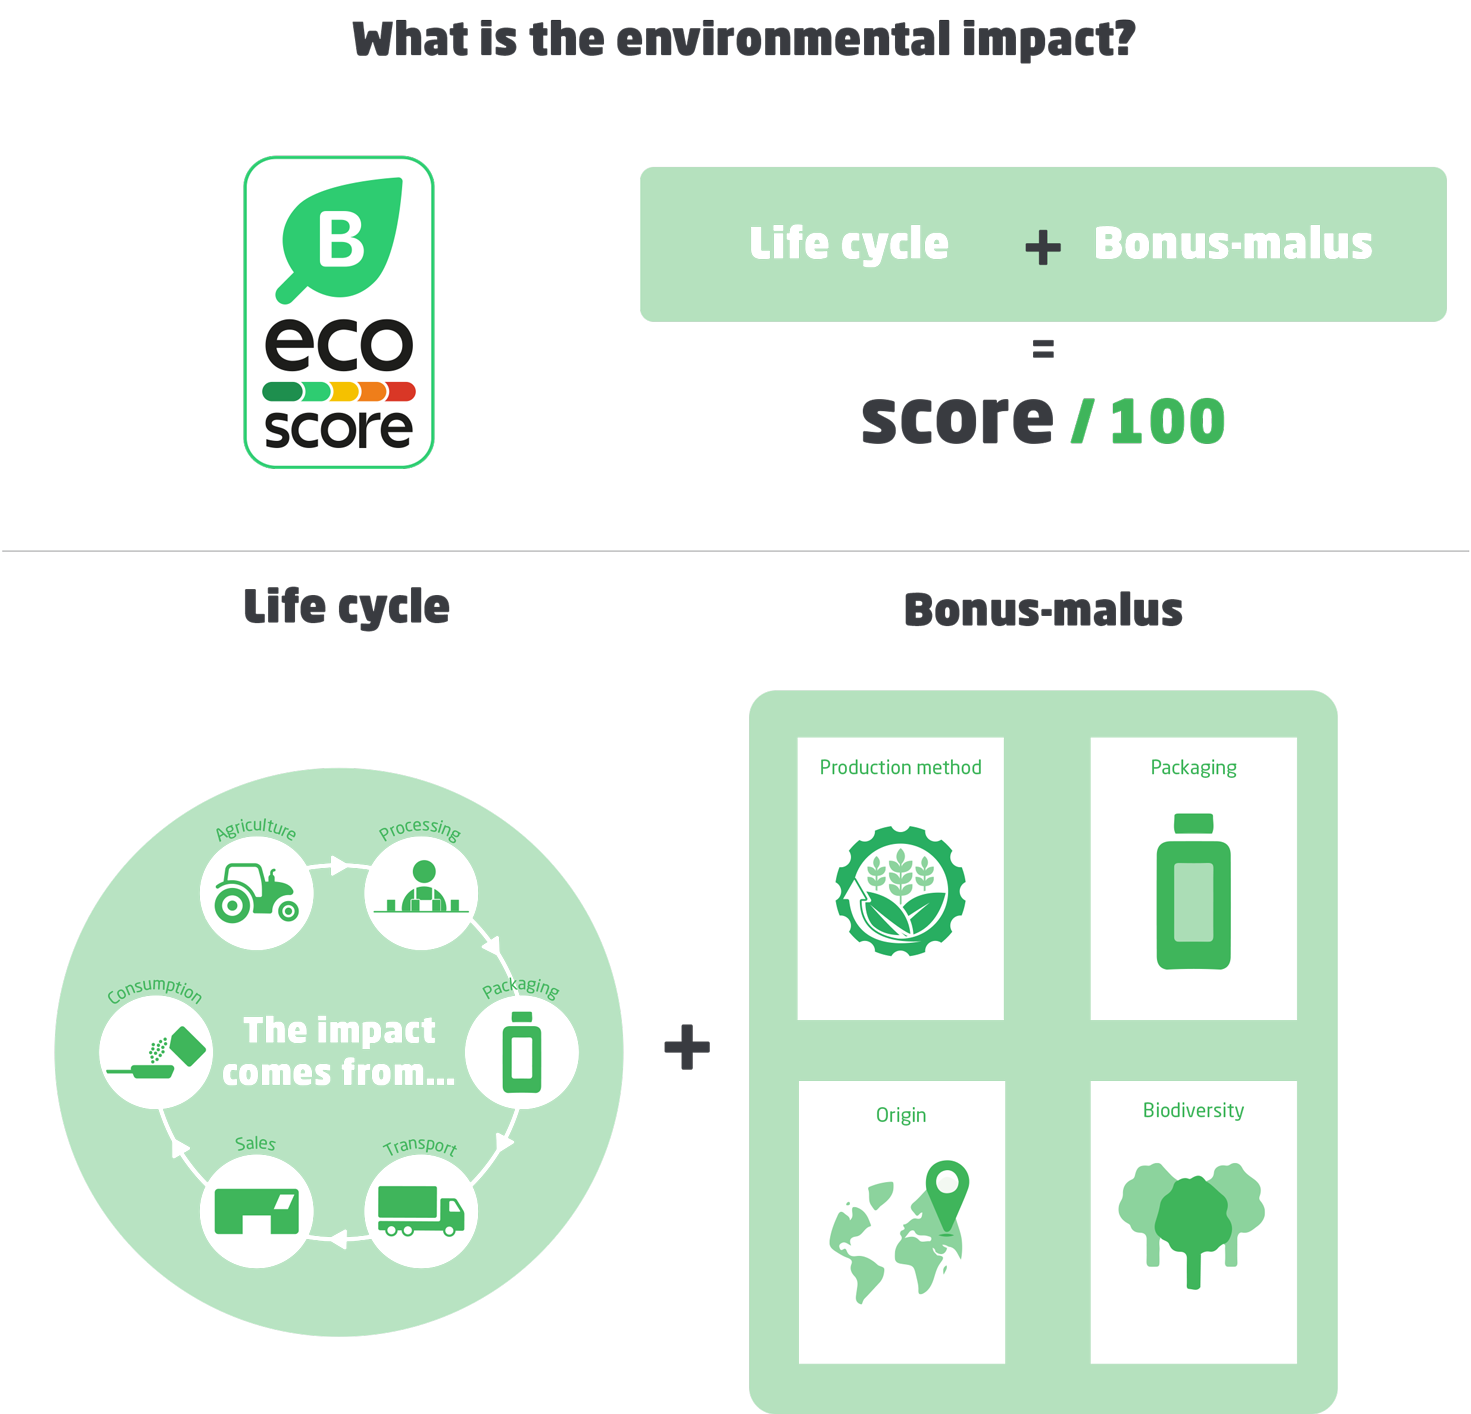 What is the environmental impact?
B
eco
score
Life cycle + Bonus-malus
=
score / 100
Life cycle
Bonus-malus
Agriculture
Processing
Packaging
Transport
Sales
Consumption
The impact
comes from...
+
Production method
Packaging
Origin
Biodiversity